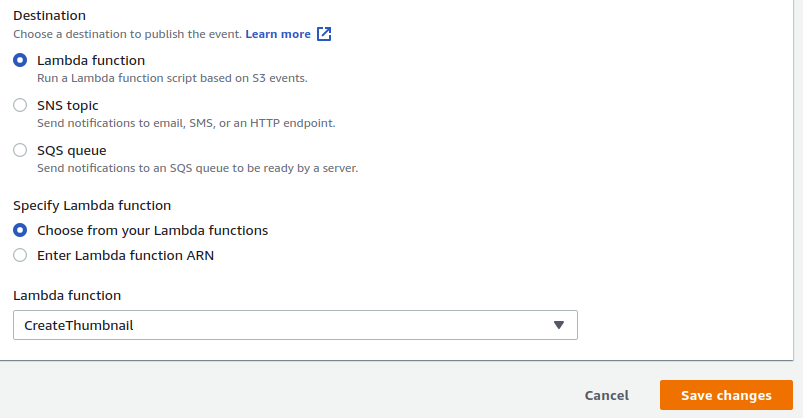 Destination
Choose a destination to publish the event. Learn more
Lambda function
Run a Lambda function script based on S3 events.
SNS topic
Send notifications to email, SMS, or an HTTP endpoint.
SQS queue
Send notifications to an SQS queue to be ready by a server.
Specify Lambda function
Choose from your Lambda functions
Enter Lambda function ARN
Lambda function
CreateThumbnail
Cancel Save changes